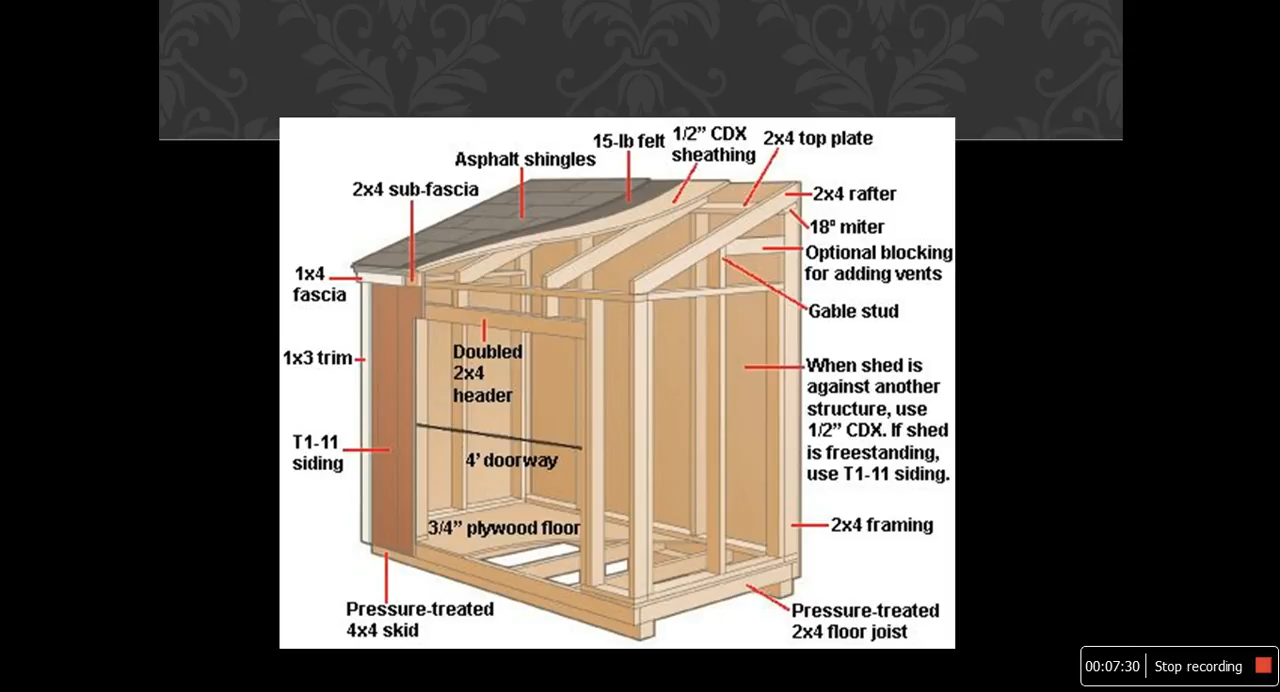 15-lb felt
1/2” CDX
sheathing
2x4 top plate
Asphalt shingles
2x4 sub-fascia
2x4 rafter
18º miter
Optional blocking
for adding vents
1x4
fascia
Gable stud
1x3 trim
Doubled
2x4
header
When shed is
against another
structure, use
1/2” CDX. If shed
is freestanding,
use T1-11 siding.
T1-11
siding
4’ doorway
3/4” plywood floor
2x4 framing
Pressure-treated
4x4 skid
Pressure-treated
2x4 floor joist
00:07:30
Stop recording